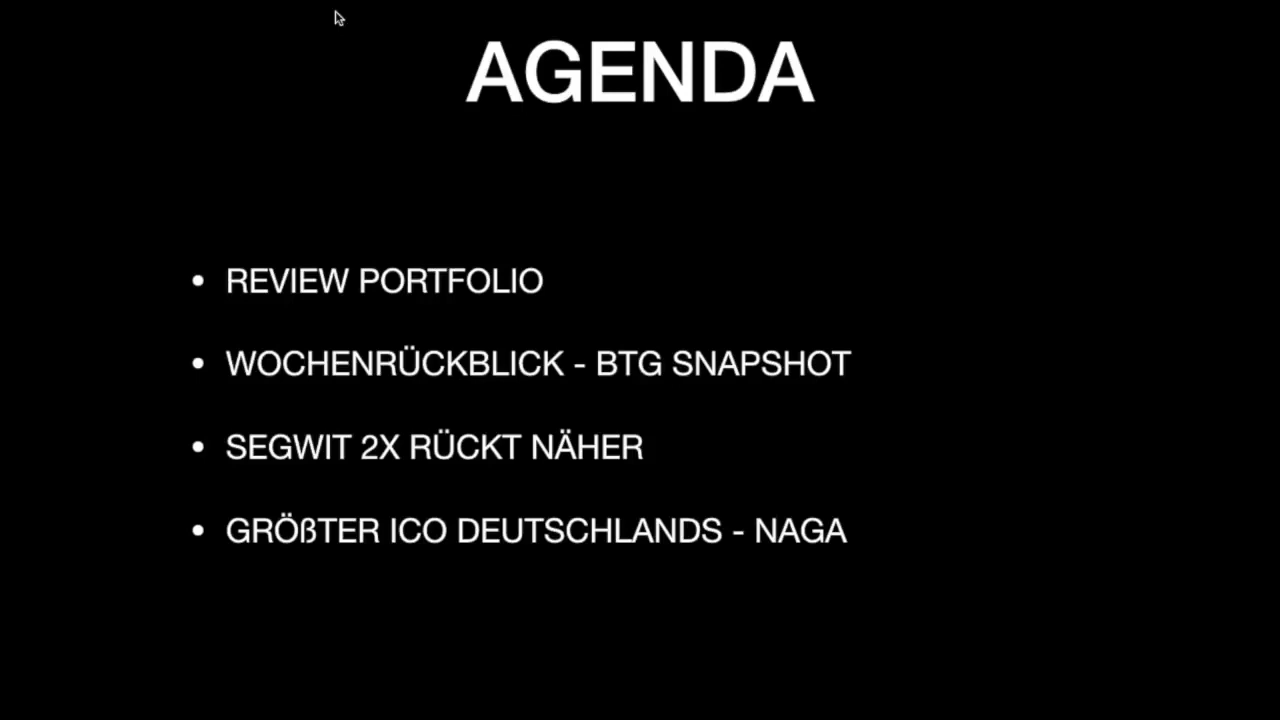 AGENDA
• REVIEW PORTFOLIO
• WOCHENRÜCKBLICK - BTG SNAPSHOT
• SEGWIT 2X RÜCKT NÄHER
• GRÖßTER ICO DEUTSCHLANDS - NAGA